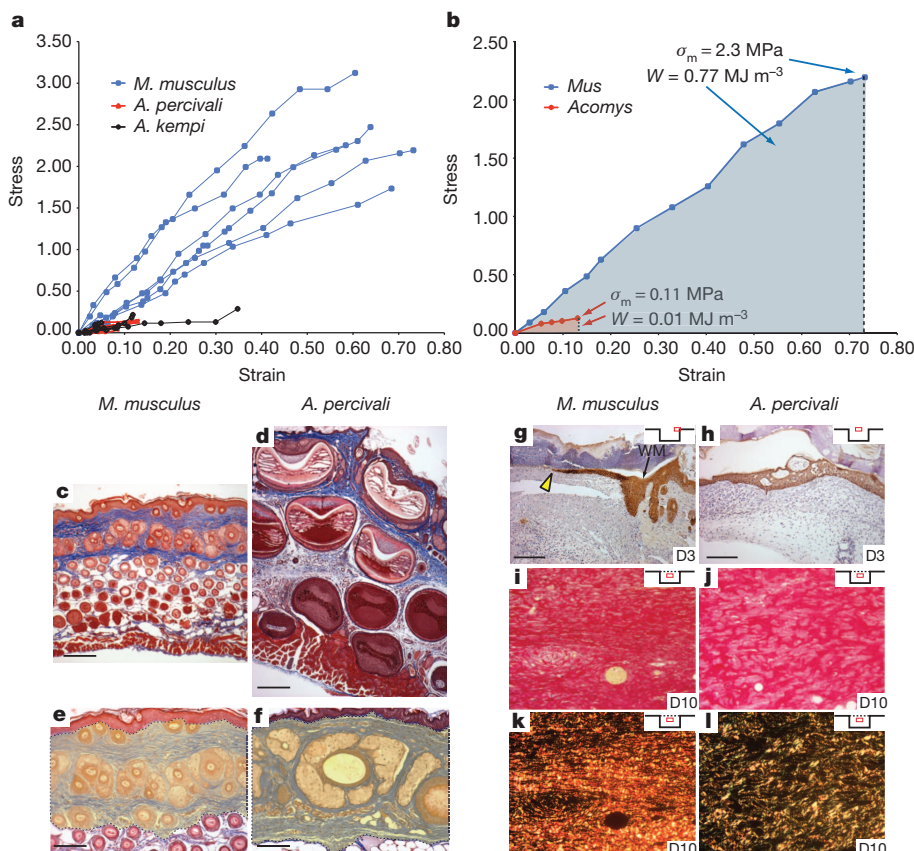 a
3.50
3.00
2.50
2.00
1.50
1.00
0.50
0.00
Stress
M. musculus
A. percivali
A. kempi
0.00 0.10 0.20 0.30 0.40 0.50 0.60 0.70 0.80
Strain
b
2.50
2.00
1.50
1.00
0.50
0.00
Stress
Mus
Acomys
σm = 2.3 MPa
W = 0.77 MJ m–3
σm = 0.11 MPa
W = 0.01 MJ m–3
0.00 0.10 0.20 0.30 0.40 0.50 0.60 0.70 0.80
Strain
M. musculus A. percivali
c
d
e
f
M. musculus A. percivali
g
WM
D3
h
D3
i
D10
j
D10
k
D10
l
D10